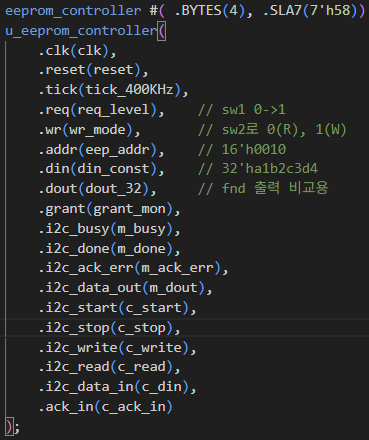 eeprom_controller #( .BYTES(4), .SLA7(7'h58))
u_eeprom_controller(
.clk(clk),
.reset(reset),
.tick(tick_400KHz),
.req(req_level), // sw1 0->1
.wr(wr_mode), // sw2로 0(R), 1(W)
.addr(eep_addr), // 16'h0010
.din(din_const), // 32'ha1b2c3d4
.dout(dout_32), // fnd 출력 비교용
.grant(grant_mon),
.i2c_busy(m_busy),
.i2c_done(m_done),
.i2c_ack_err(m_ack_err),
.i2c_data_out(m_dout),
.i2c_start(c_start),
.i2c_stop(c_stop),
.i2c_write(c_write),
.i2c_read(c_read),
.i2c_data_in(c_din),
.ack_in(c_ack_in)
);